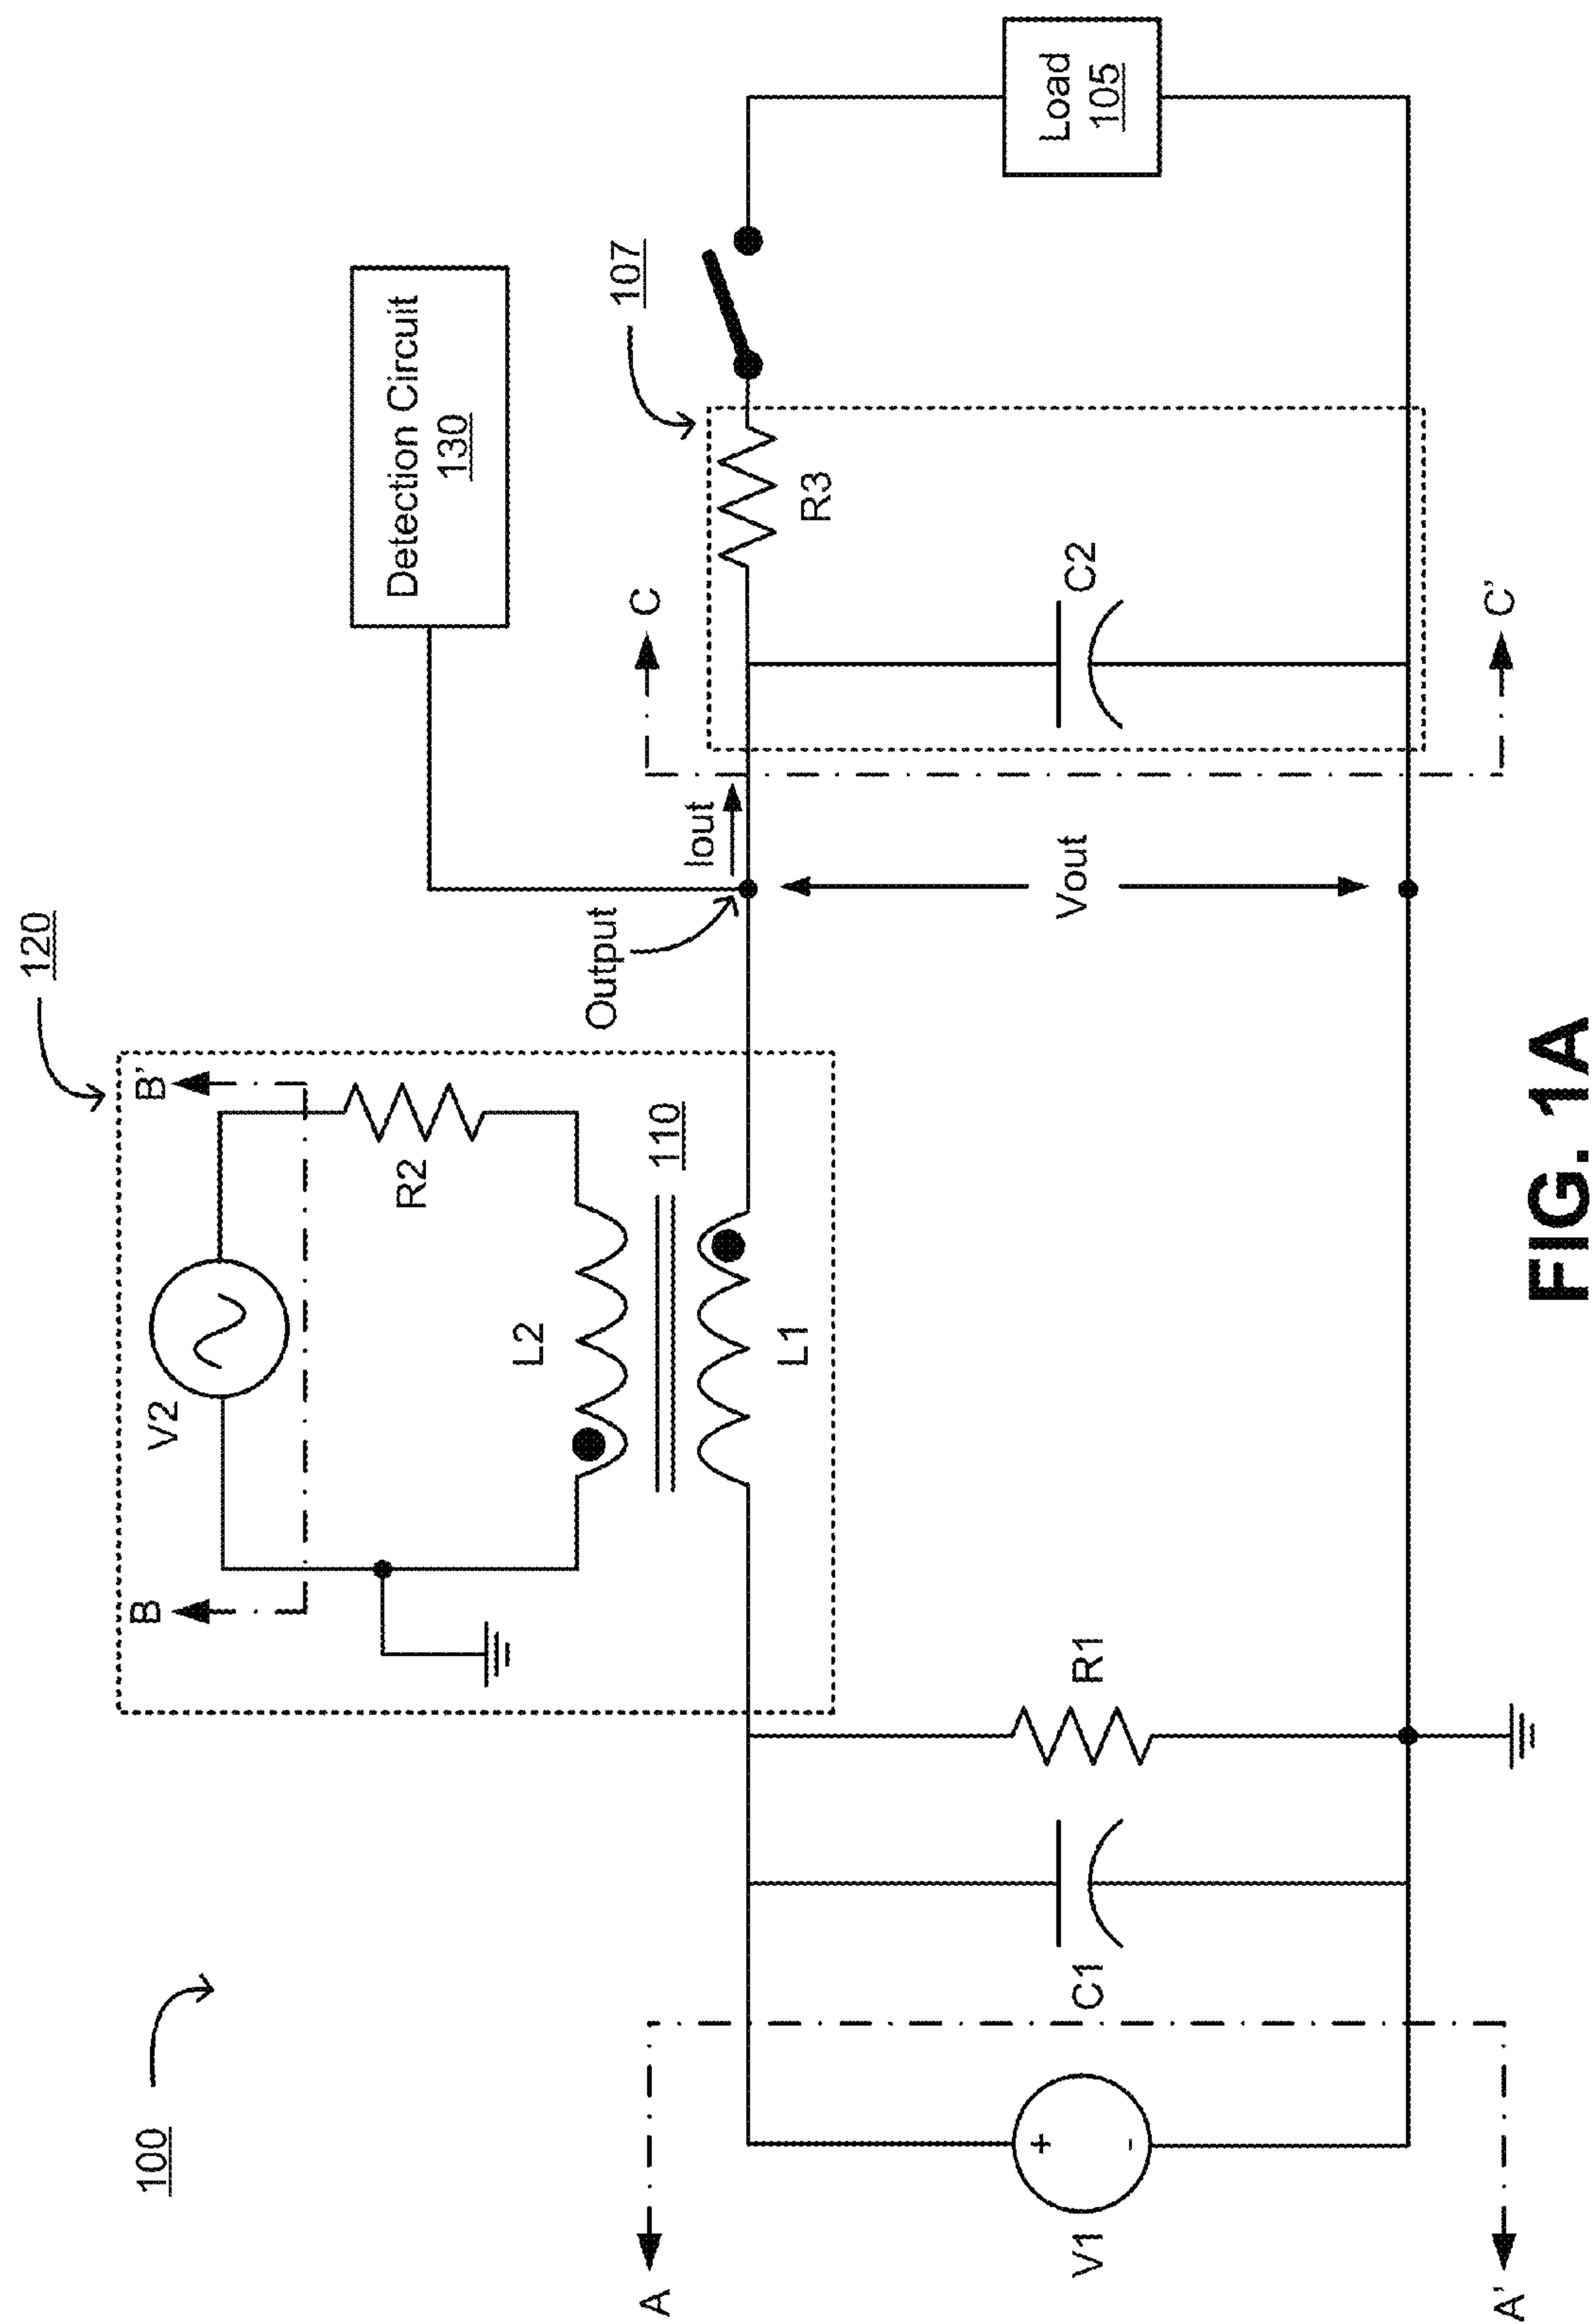 100
120
B
B'
V2
R2
L2
110
L1
Detection Circuit
130
Output
Iout
C
107
R3
A
V1
+
-
C1
R1
Vout
C2
Load
105
A'
C'
FIG. 1A